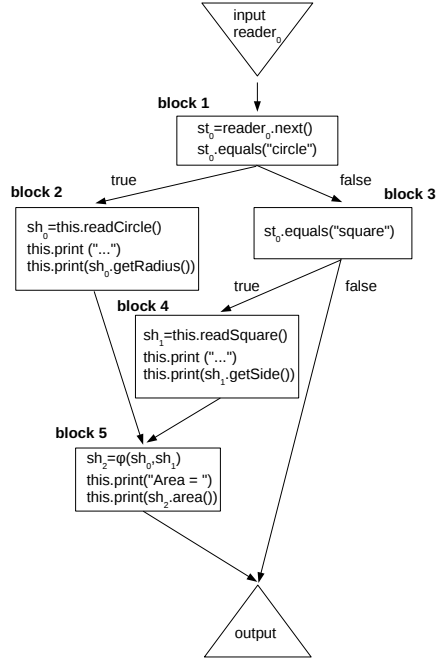 input
reader₀
block 1
st₀=reader₀.next()
st₀.equals("circle")
true
false
block 2
block 3
sh₀=this.readCircle()
this.print ("...")
this.print(sh₀.getRadius())
st₀.equals("square")
true
false
block 4
sh₁=this.readSquare()
this.print ("...")
this.print(sh₁.getSide())
block 5
sh₂=φ(sh₀,sh₁)
this.print("Area = ")
this.print(sh₂.area())
output